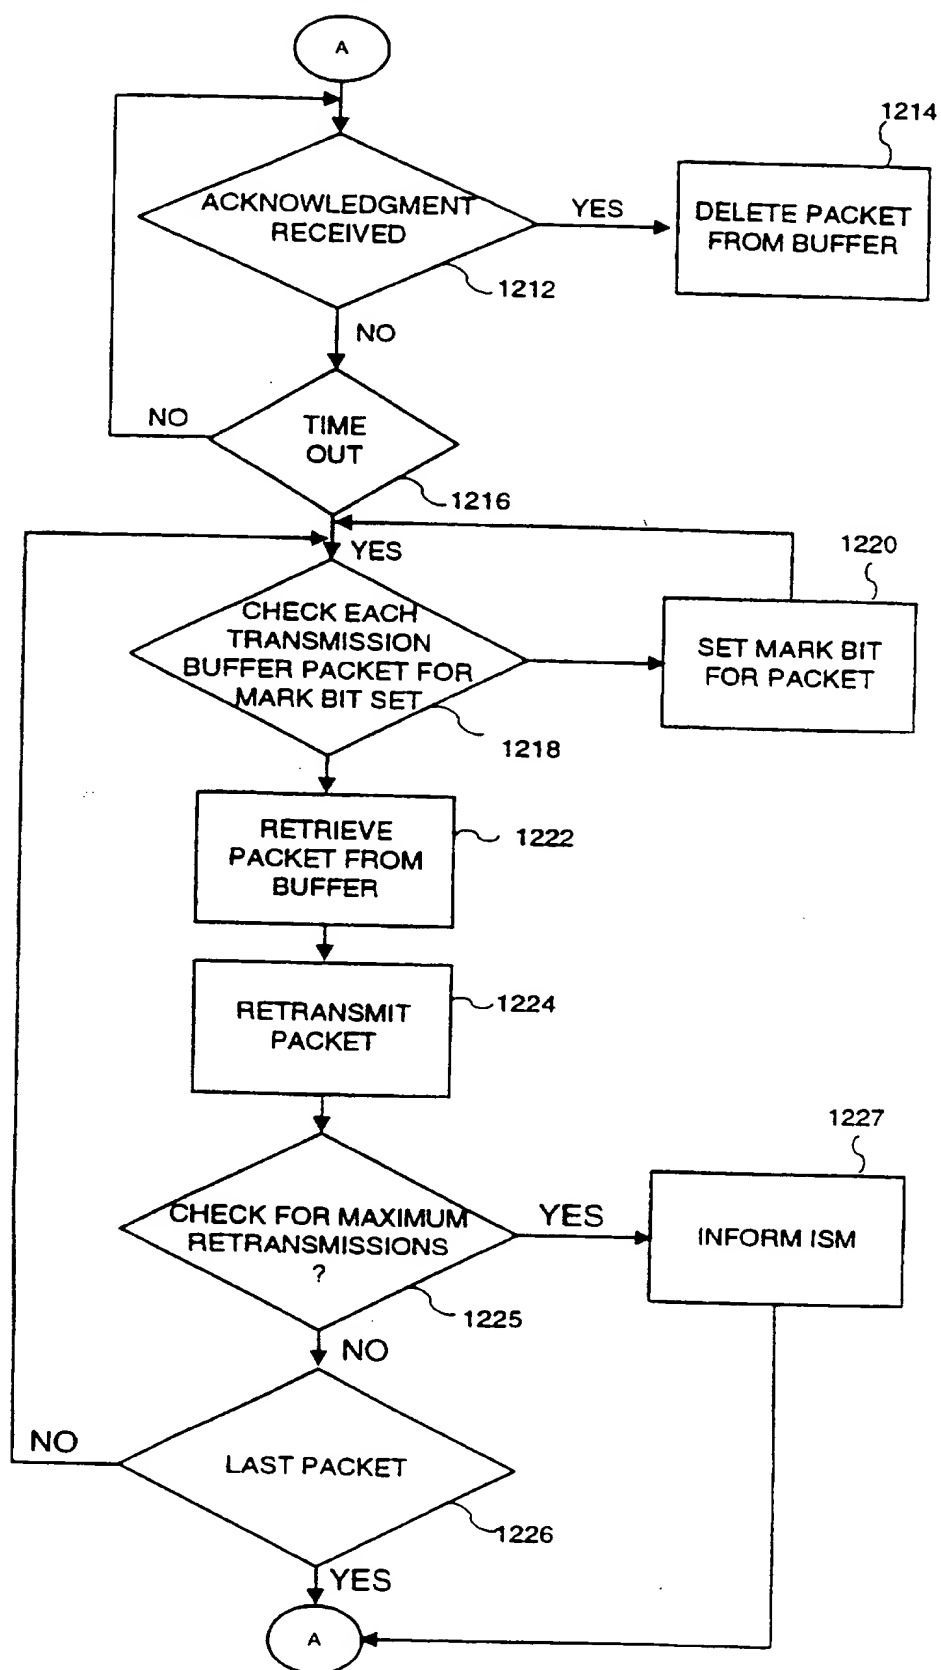 A
1214
ACKNOWLEDGMENT
RECEIVED
YES
DELETE PACKET
FROM BUFFER
1212
NO
NO
TIME
OUT
1216
YES
1220
CHECK EACH
TRANSMISSION
BUFFER PACKET FOR
MARK BIT SET
SET MARK BIT
FOR PACKET
1218
RETRIEVE
PACKET FROM
BUFFER
1222
RETRANSMIT
PACKET
1224
1227
CHECK FOR MAXIMUM
RETRANSMISSIONS
?
YES
INFORM ISM
1225
NO
NO
LAST PACKET
1226
YES
A